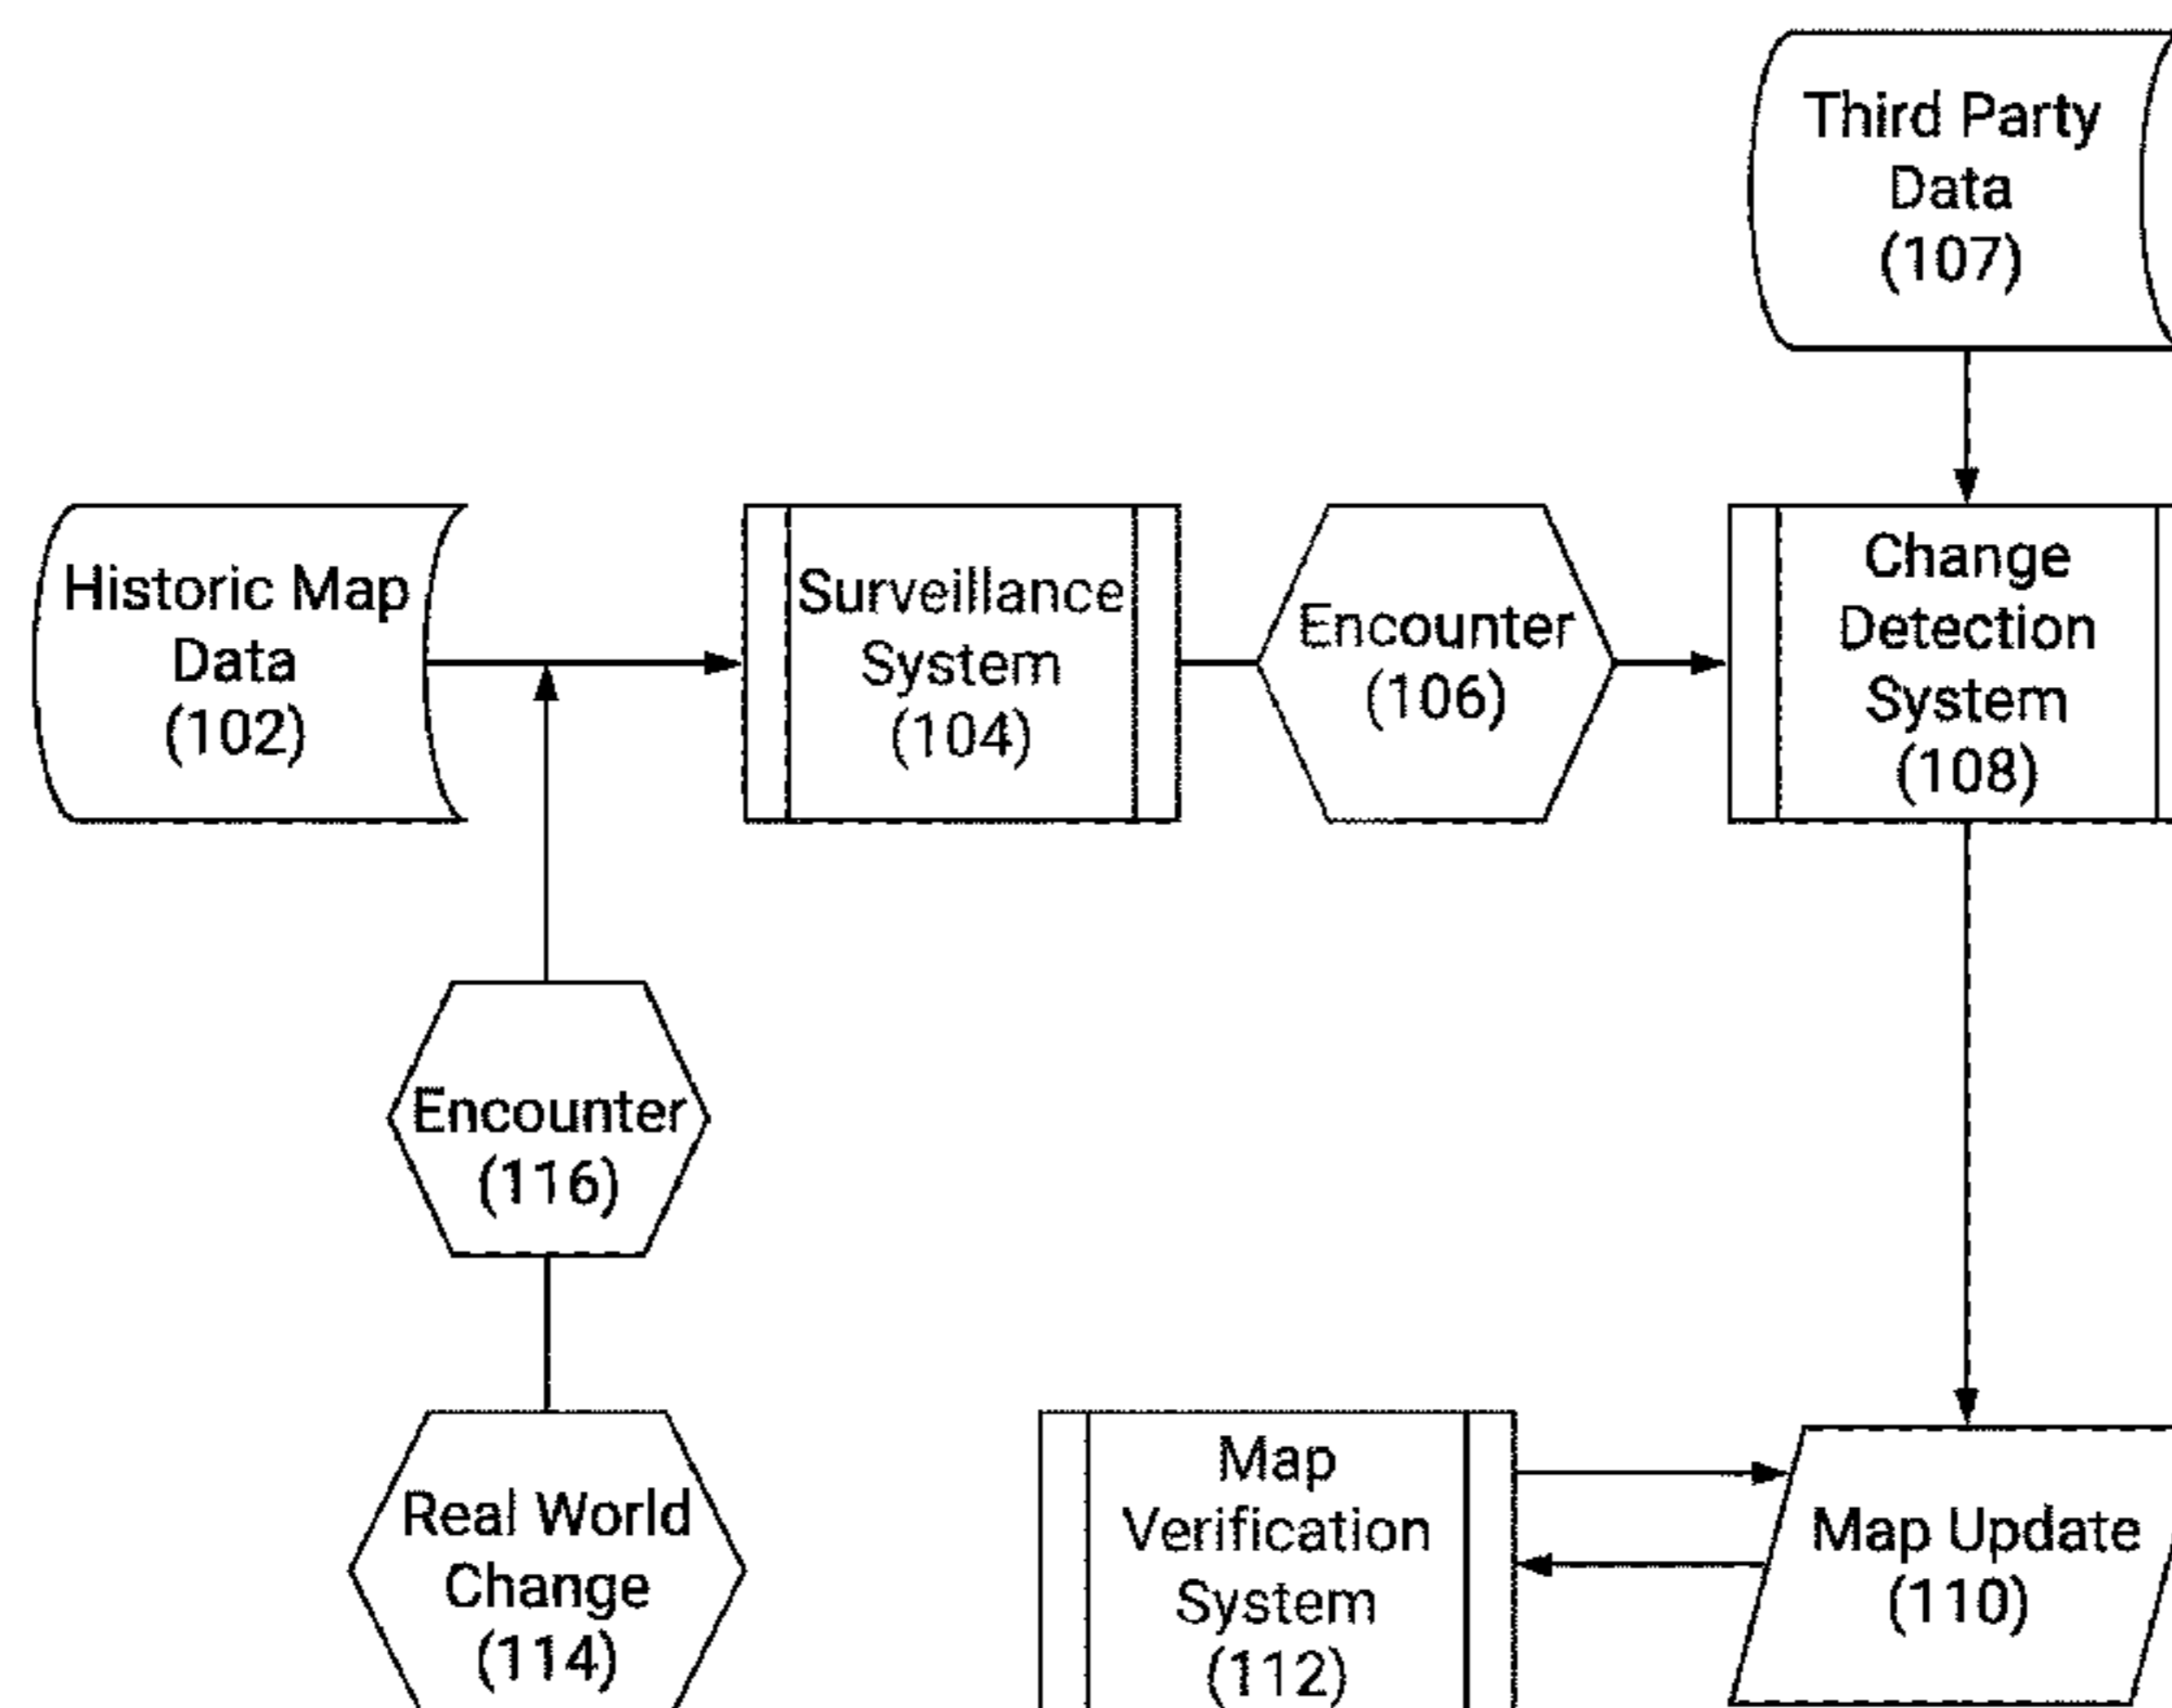 Third Party
Data
(107)
Historic Map
Data
(102)
Surveillance
System
(104)
Encounter
(106)
Change
Detection
System
(108)
Encounter
(116)
Real World
Change
(114)
Map
Verification
System
(112)
Map Update
(110)